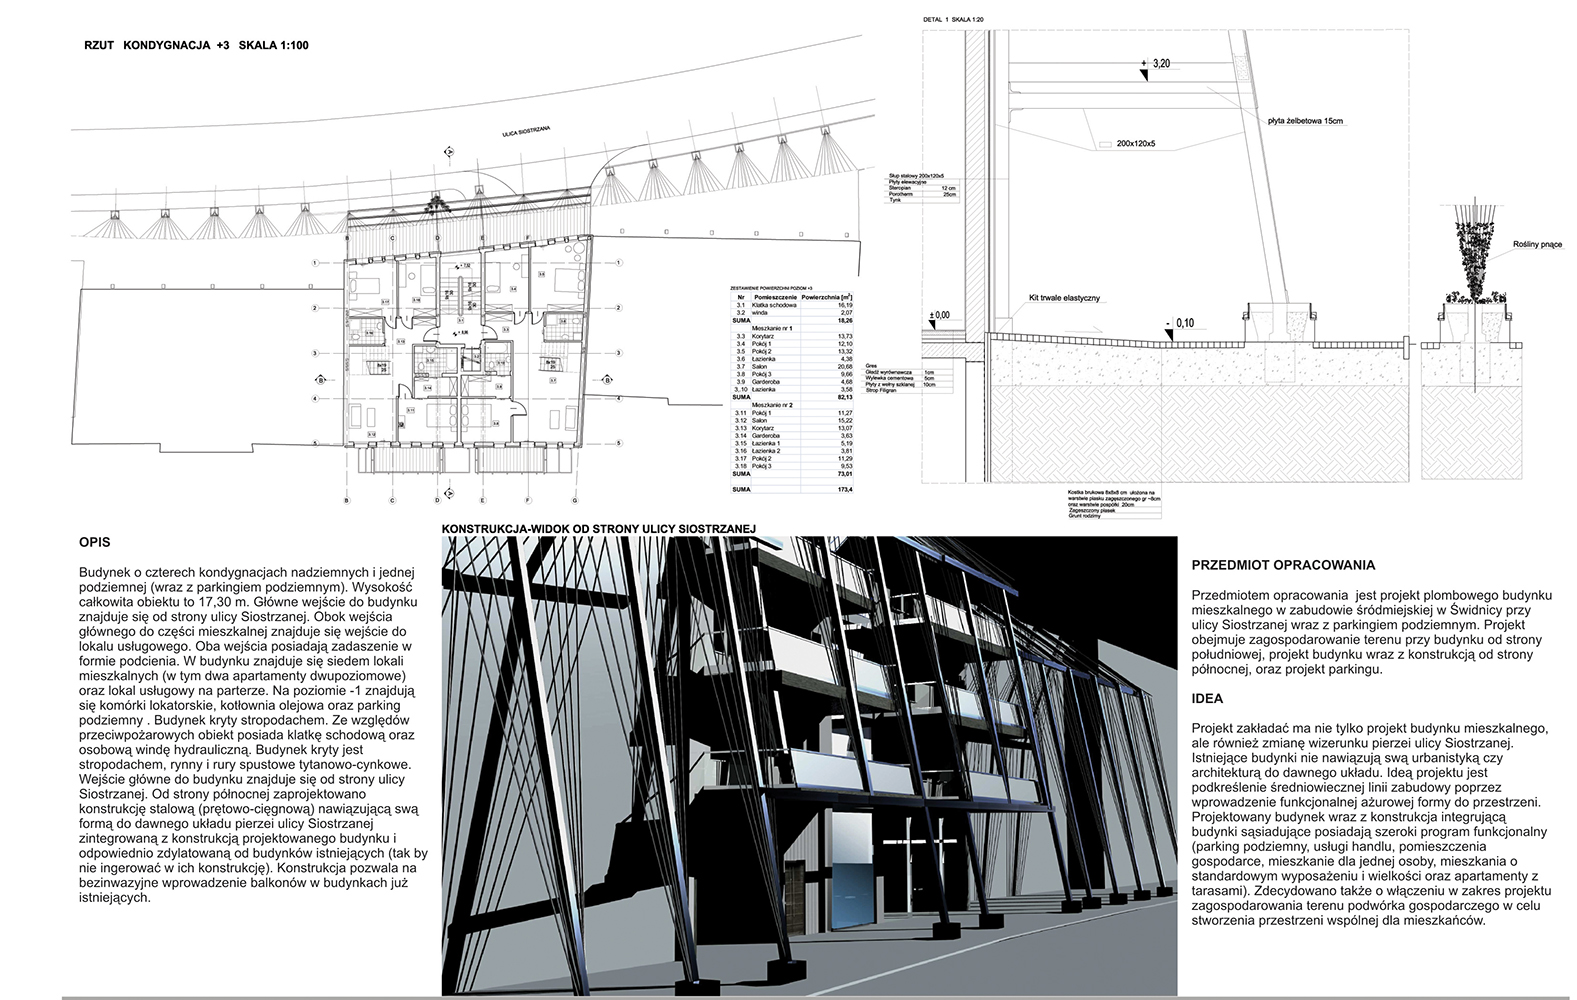 RZUT KONDYGNACJA +3 SKALA 1:100
ULICA SIOSTRZANA
DETAL 1 SKALA 1:20
+ 3,20
płyta żelbetowa 15cm
200x120x5
Słup stalowy 200x120x5
Płyty elewacyjne
Steropian 12 cm
Porotherm 25cm
Tynk
Kit trwale elastyczny
± 0,00
- 0,10
Rośliny pnące
Gres
Gładź wyrównawcza 1cm
Wylewka cementowa 5cm
Płyty z wełny szklanej 10cm
Strop Filigran
Kostka brukowa 8x8x8 cm ułożona na
warstwie piasku zagęszczonego gr ~8cm
oraz warstwie pospółki 20cm
Zagęszczony piasek
Grunt rodzimy
ZESTAWIENIE POWIERZCHNI POZIOM +3
Nr Pomieszczenie Powierzchnia [m²]
3.1 Klatka schodowa 16,19
3.2 winda 2,07
SUMA 18,26
Mieszkanie nr 1
3.3 Korytarz 13,73
3.4 Pokój 1 12,10
3.5 Pokój 2 13,32
3.6 Łazienka 4,38
3.7 Salon 20,68
3.8 Pokój 3 9,66
3.9 Garderoba 4,68
3,.10 Łazienka 3,58
SUMA 82,13
Mieszkanie nr 2
3.11 Pokój 1 11,27
3.12 Salon 15,22
3.13 Korytarz 13,07
3.14 Garderoba 3,63
3.15 Łazienka 1 5,19
3.16 Łazienka 2 3,81
3.17 Pokój 2 11,29
3.18 Pokój 3 9,53
SUMA 73,01
SUMA 173,4
A
B C D E F
1 1
2 2
3 3
B B
4 4
5 5
B C D E F G
A
OPIS
Budynek o czterech kondygnacjach nadziemnych i jednej
podziemnej (wraz z parkingiem podziemnym). Wysokość
całkowita obiektu to 17,30 m. Główne wejście do budynku
znajduje się od strony ulicy Siostrzanej. Obok wejścia
głównego do części mieszkalnej znajduje się wejście do
lokalu usługowego. Oba wejścia posiadają zadaszenie w
formie podcienia. W budynku znajduje się siedem lokali
mieszkalnych (w tym dwa apartamenty dwupoziomowe)
oraz lokal usługowy na parterze. Na poziomie -1 znajdują
się komórki lokatorskie, kotłownia olejowa oraz parking
podziemny . Budynek kryty stropodachem. Ze względów
przeciwpożarowych obiekt posiada klatkę schodową oraz
osobową windę hydrauliczną. Budynek kryty jest
stropodachem, rynny i rury spustowe tytanowo-cynkowe.
Wejście główne do budynku znajduje się od strony ulicy
Siostrzanej. Od strony północnej zaprojektowano
konstrukcję stalową (prętowo-cięgnową) nawiązującą swą
formą do dawnego układu pierzei ulicy Siostrzanej
zintegrowaną z konstrukcją projektowanego budynku i
odpowiednio zdylatowaną od budynków istniejących (tak by
nie ingerować w ich konstrukcję). Konstrukcja pozwala na
bezinwazyjne wprowadzenie balkonów w budynkach już
istniejących.
KONSTRUKCJA-WIDOK OD STRONY ULICY SIOSTRZANEJ
PRZEDMIOT OPRACOWANIA
Przedmiotem opracowania jest projekt plombowego budynku
mieszkalnego w zabudowie śródmiejskiej w Świdnicy przy
ulicy Siostrzanej wraz z parkingiem podziemnym. Projekt
obejmuje zagospodarowanie terenu przy budynku od strony
południowej, projekt budynku wraz z konstrukcją od strony
północnej, oraz projekt parkingu.
IDEA
Projekt zakładać ma nie tylko projekt budynku mieszkalnego,
ale również zmianę wizerunku pierzei ulicy Siostrzanej.
Istniejące budynki nie nawiązują swą urbanistyką czy
architekturą do dawnego układu. Ideą projektu jest
podkreślenie średniowiecznej linii zabudowy poprzez
wprowadzenie funkcjonalnej ażurowej formy do przestrzeni.
Projektowany budynek wraz z konstrukcja integrującą
budynki sąsiadujące posiadają szeroki program funkcjonalny
(parking podziemny, usługi handlu, pomieszczenia
gospodarce, mieszkanie dla jednej osoby, mieszkania o
standardowym wyposażeniu i wielkości oraz apartamenty z
tarasami). Zdecydowano także o włączeniu w zakres projektu
zagospodarowania terenu podwórka gospodarczego w celu
stworzenia przestrzeni wspólnej dla mieszkańców.